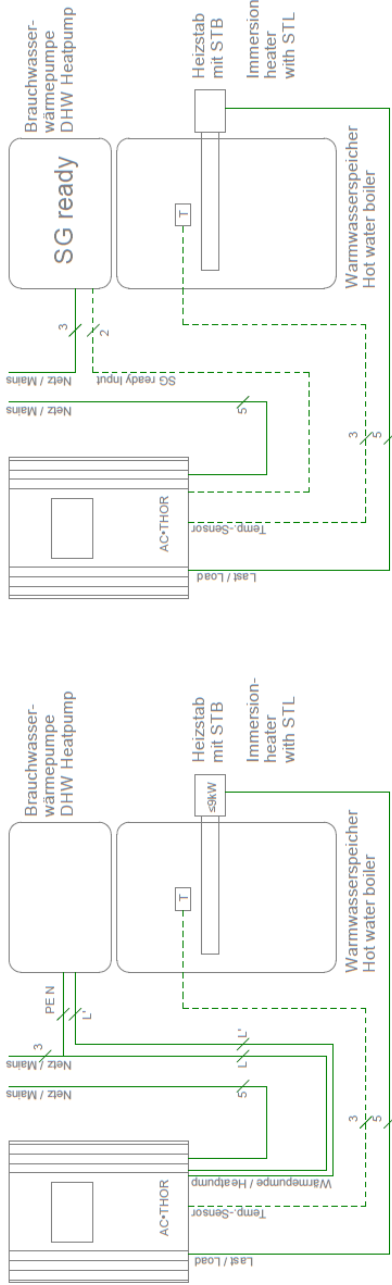 Brauchwasser-
wärmepumpe
DHW Heatpump
SG ready
Heizstab
mit STB
Immersion
heater
with STL
T
Warmwasserspeicher
Hot water boiler
3
2
Netz / Mains
SG ready Input
Netz / Mains
5
AC•THOR
Temp.-Sensor
Last / Load
3
5
Brauchwasser-
wärmepumpe
DHW Heatpump
Heizstab
mit STB
Immersion-
heater
with STL
≤9kW
T
Warmwasserspeicher
Hot water boiler
PE N
L'
3
Netz / Mains
Netz / Mains
5
L
L'
Wärmepumpe / Heatpump
AC•THOR
Temp.-Sensor
Last / Load
3
5